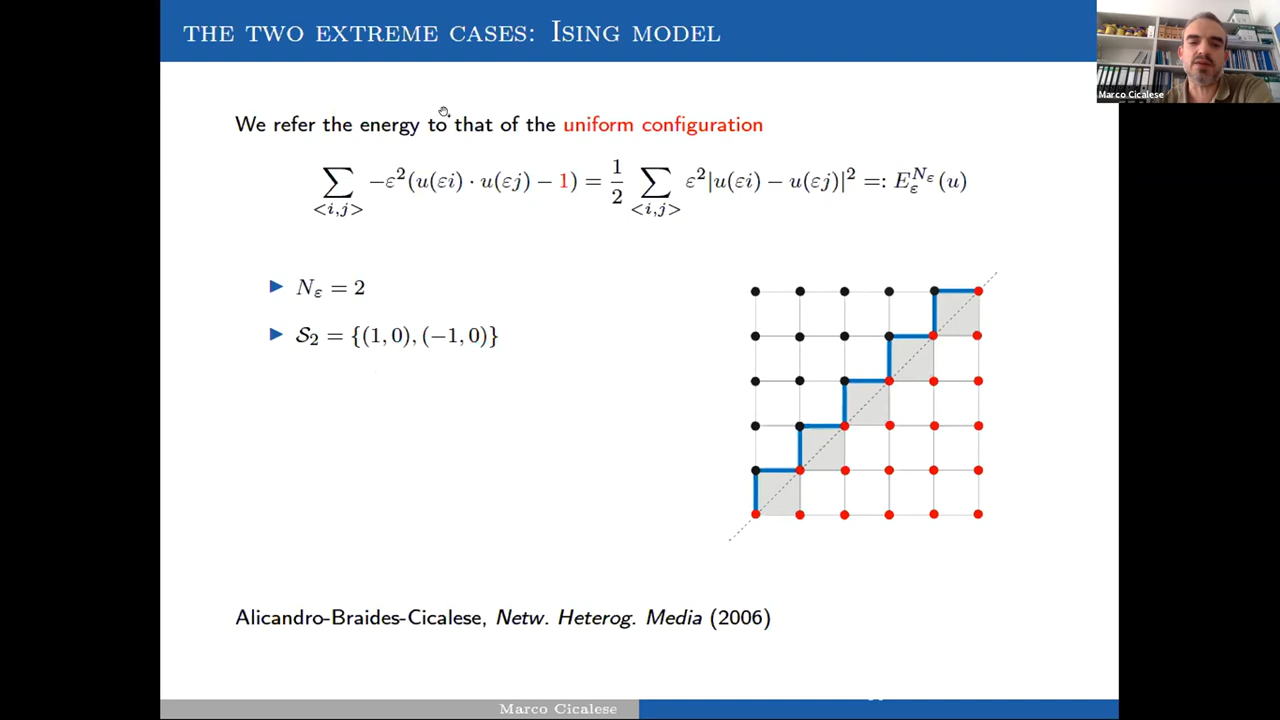 THE TWO EXTREME CASES: ISING MODEL
Marco Cicalese
We refer the energy to that of the uniform configuration
∑_{<i,j>} −ε²(u(εi) · u(εj) − 1) = 1/2 ∑_{<i,j>} ε²|u(εi) − u(εj)|² =: E_ε^{N_ε}(u)
▶ N_ε = 2
▶ S₂ = {(1, 0), (−1, 0)}
Alicandro-Braides-Cicalese, Netw. Heterog. Media (2006)
Marco Cicalese